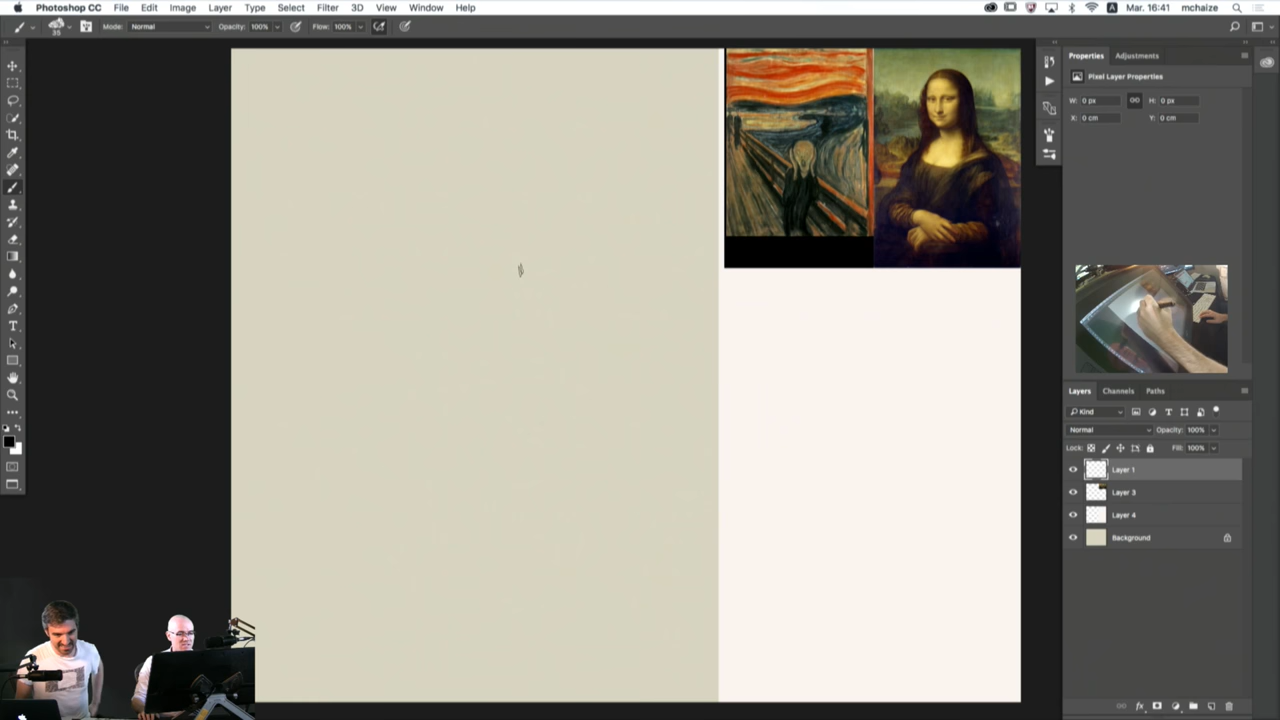 Photoshop CC File Edit Image Layer Type Select Filter 3D View Window Help A Mar. 16:41 mchaize
35 Mode: Normal Opacity: 100% Flow: 100%
Properties Adjustments
Pixel Layer Properties
W: 0 px H: 0 px
X: 0 cm Y: 0 cm
Layers Channels Paths
Kind
Normal Opacity: 100%
Lock: Fill: 100%
Layer 1
Layer 3
Layer 4
Background